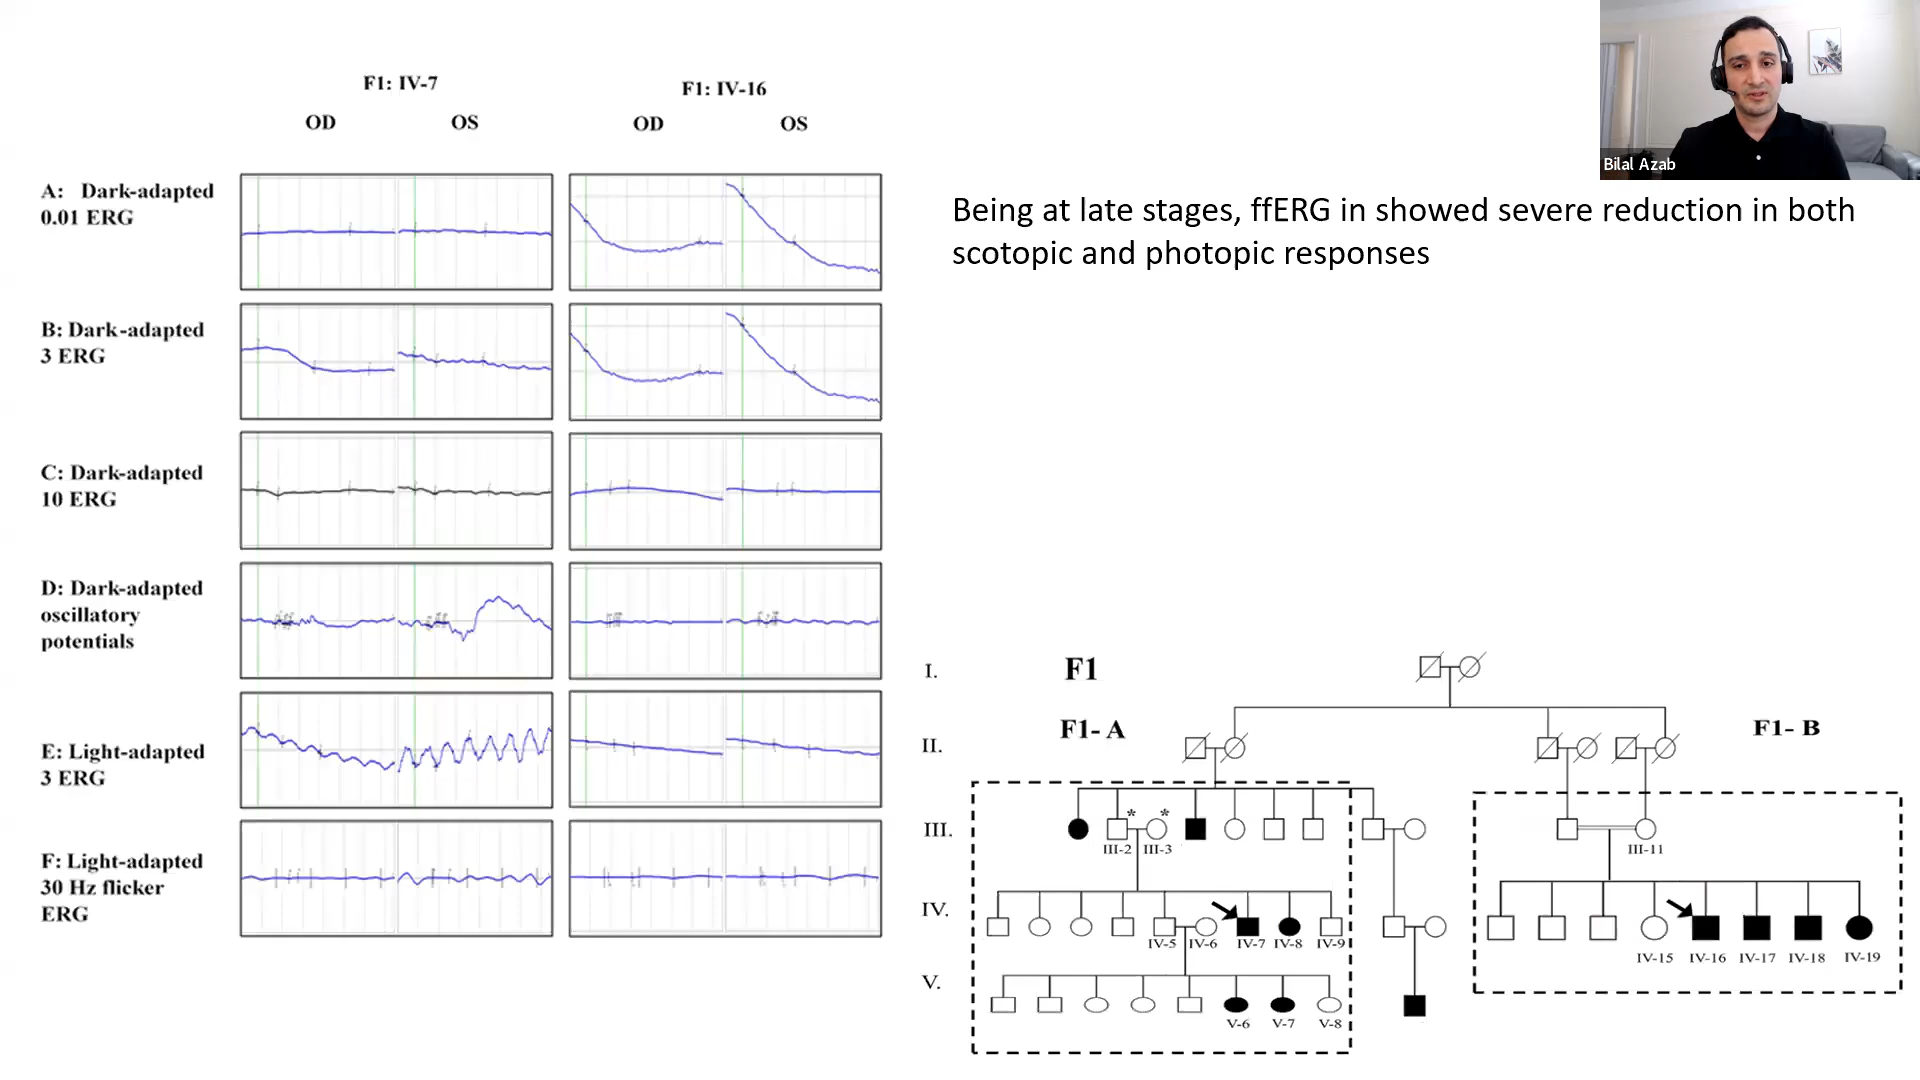 F1: IV-7
F1: IV-16
OD
OS
OD
OS
A: Dark-adapted
0.01 ERG
B: Dark-adapted
3 ERG
C: Dark-adapted
10 ERG
D: Dark-adapted
oscillatory
potentials
E: Light-adapted
3 ERG
F: Light-adapted
30 Hz flicker
ERG
Bilal Azab
Being at late stages, ffERG in showed severe reduction in both
scotopic and photopic responses
I.
F1
F1- A
F1- B
II.
* *
III.
III-2 III-3
III-11
IV.
IV-5 IV-6 IV-7 IV-8 IV-9
IV-15 IV-16 IV-17 IV-18 IV-19
V.
V-6 V-7 V-8